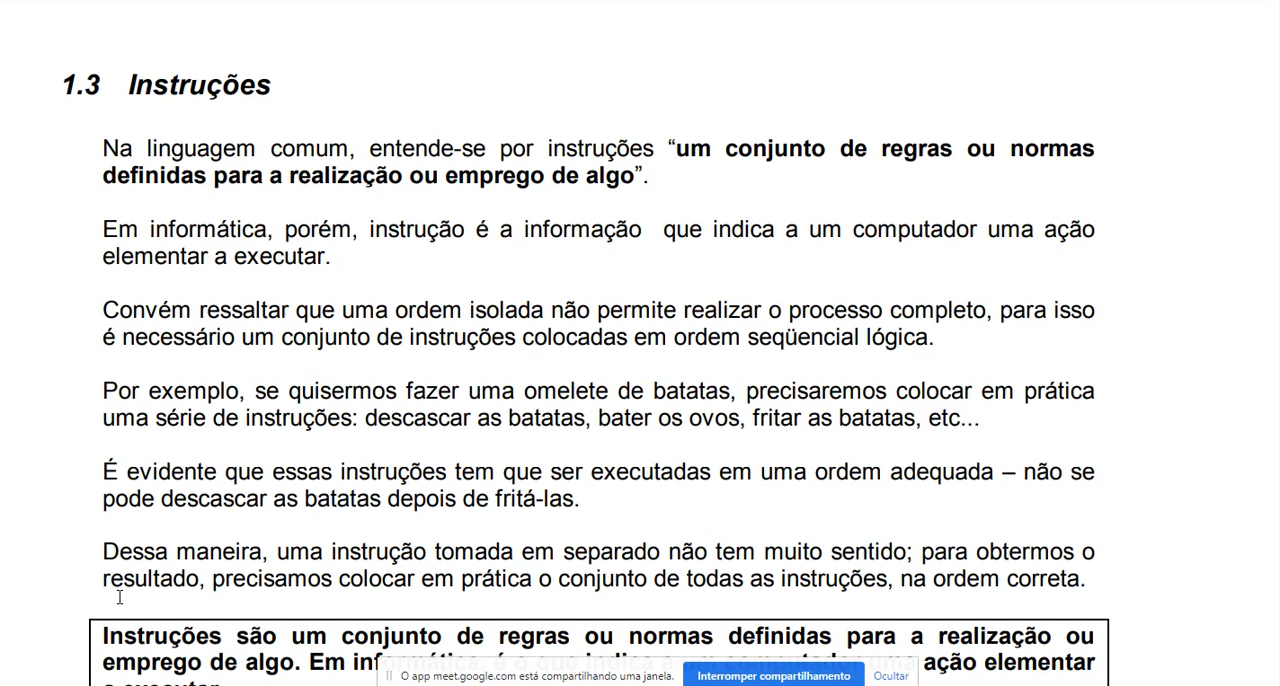 1.3 Instruções
Na linguagem comum, entende-se por instruções “um conjunto de regras ou normas
definidas para a realização ou emprego de algo”.
Em informática, porém, instrução é a informação que indica a um computador uma ação
elementar a executar.
Convém ressaltar que uma ordem isolada não permite realizar o processo completo, para isso
é necessário um conjunto de instruções colocadas em ordem seqüencial lógica.
Por exemplo, se quisermos fazer uma omelete de batatas, precisaremos colocar em prática
uma série de instruções: descascar as batatas, bater os ovos, fritar as batatas, etc...
É evidente que essas instruções tem que ser executadas em uma ordem adequada – não se
pode descascar as batatas depois de fritá-las.
Dessa maneira, uma instrução tomada em separado não tem muito sentido; para obtermos o
resultado, precisamos colocar em prática o conjunto de todas as instruções, na ordem correta.
Instruções são um conjunto de regras ou normas definidas para a realização ou
emprego de algo. Em informática, é o que indica a um computador uma ação elementar
a executar.
O app meet.google.com está compartilhando uma janela. Interromper compartilhamento Ocultar